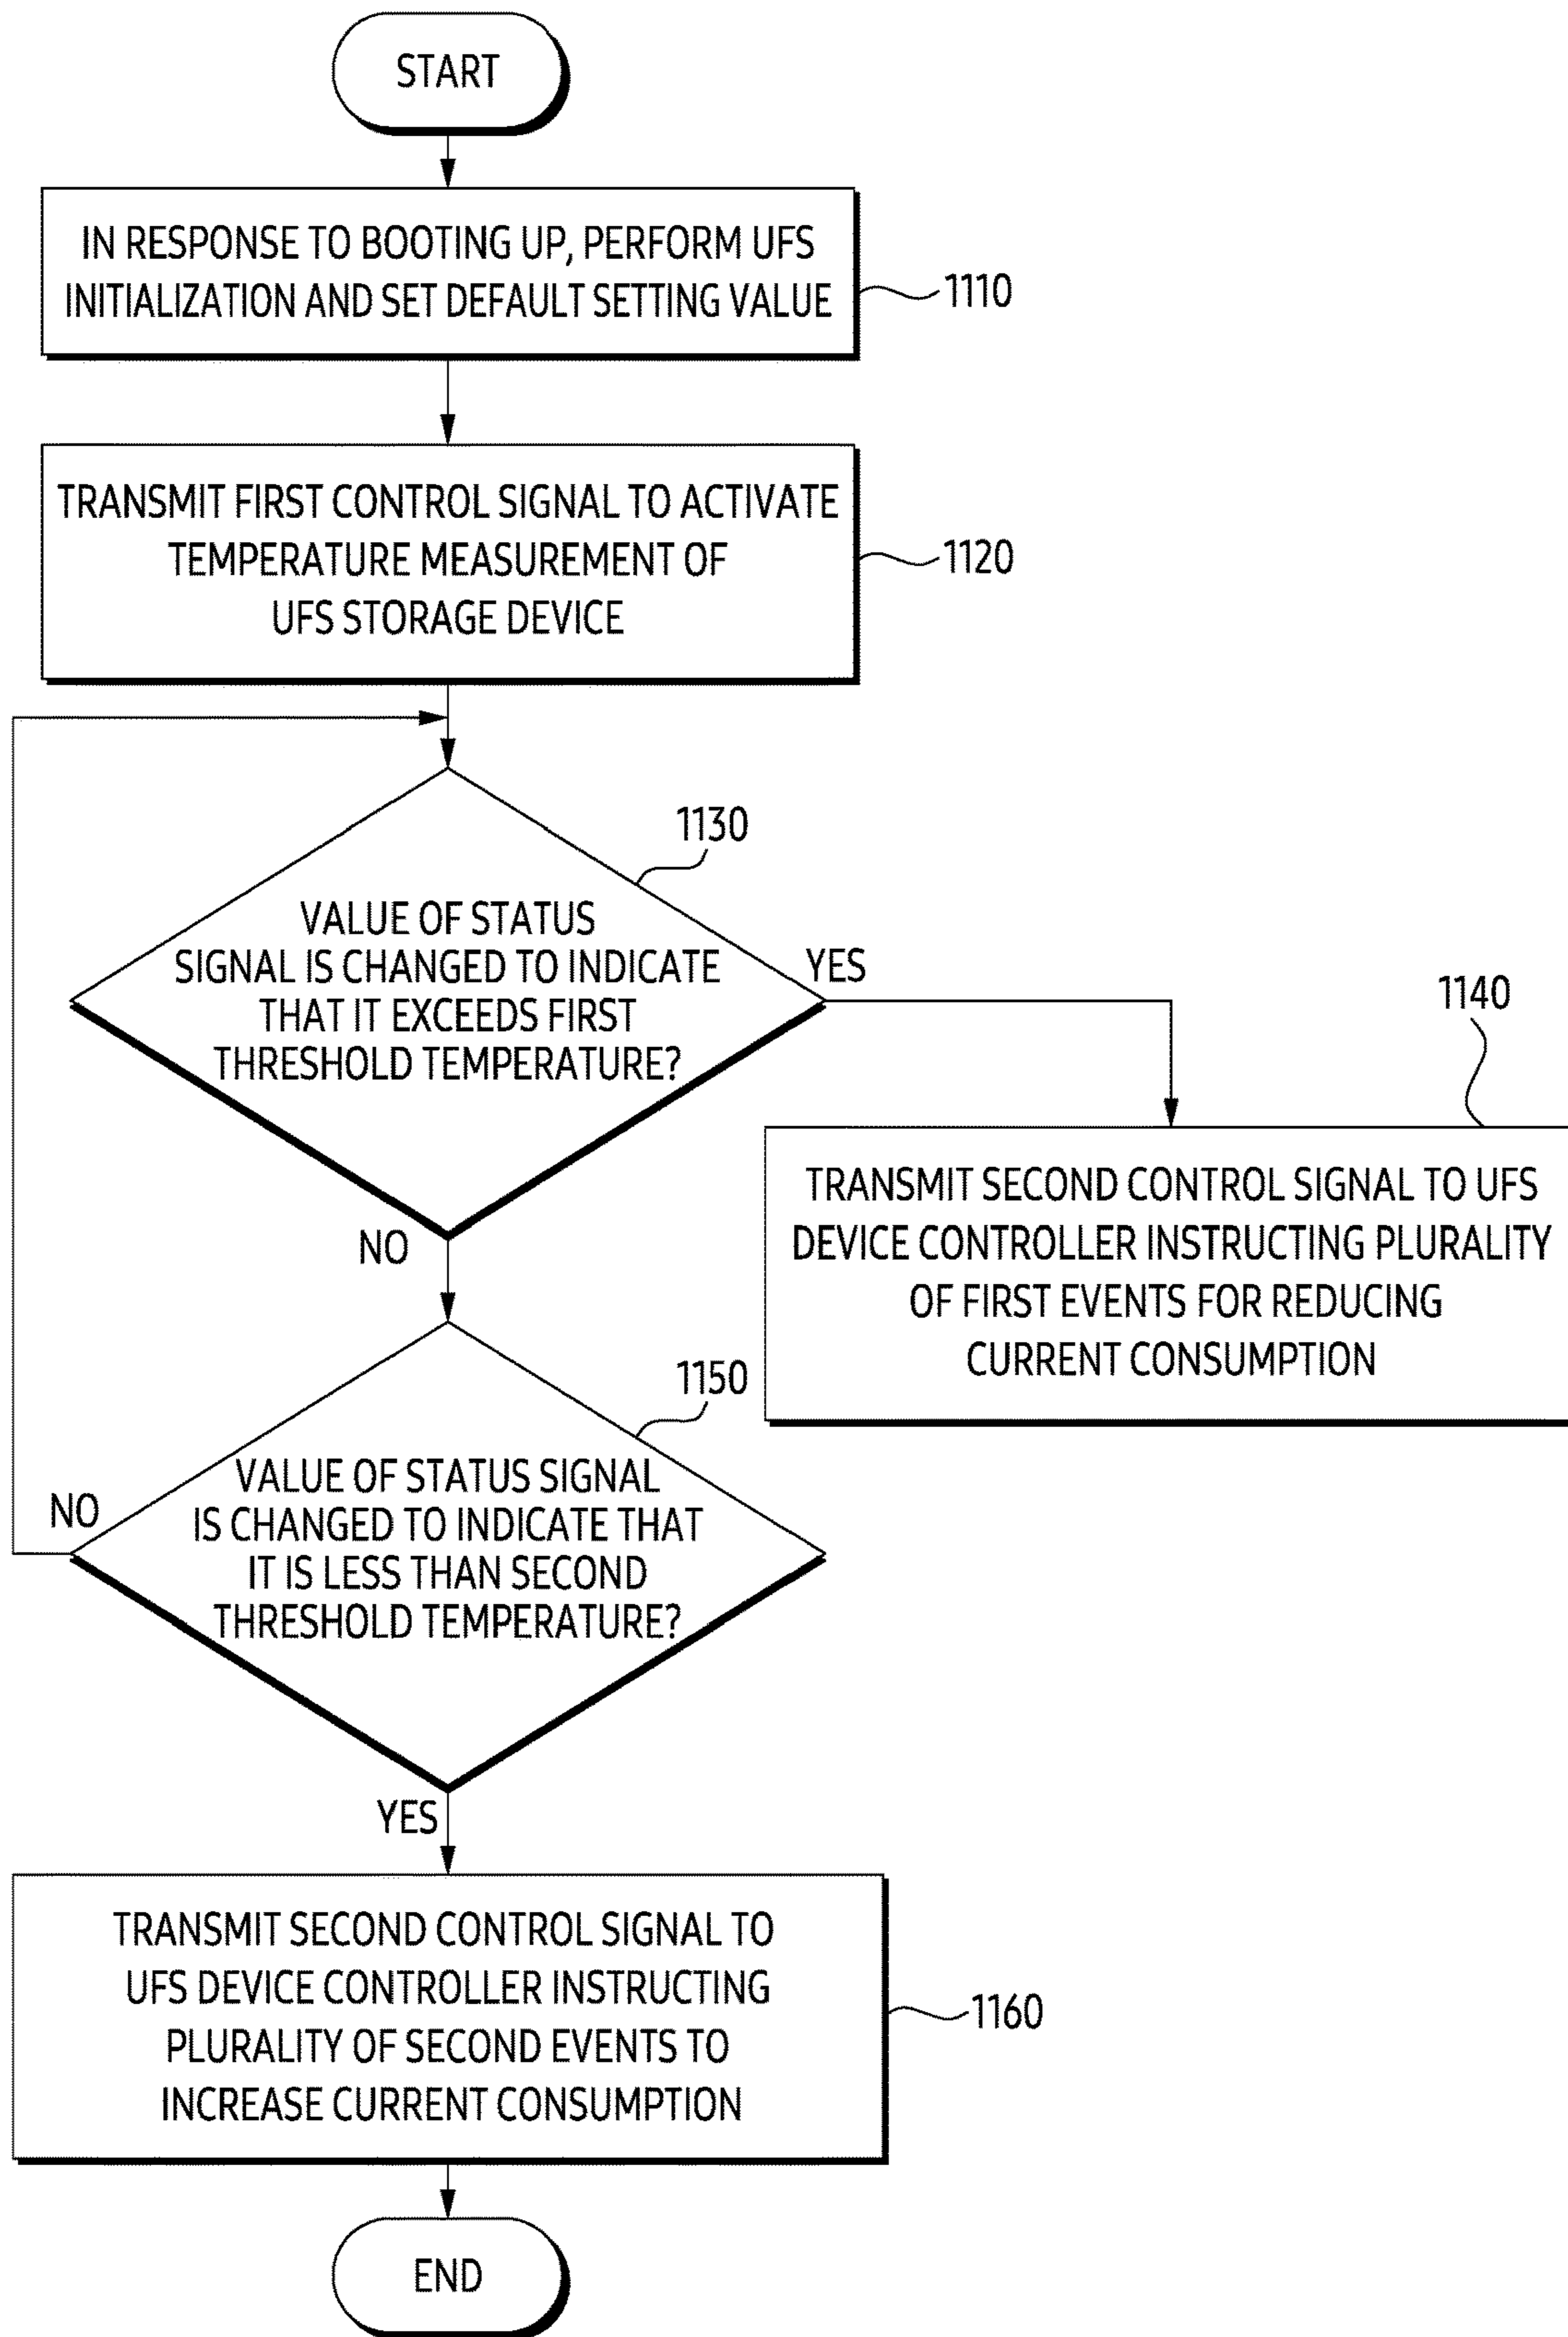 START
IN RESPONSE TO BOOTING UP, PERFORM UFS
INITIALIZATION AND SET DEFAULT SETTING VALUE
1110
TRANSMIT FIRST CONTROL SIGNAL TO ACTIVATE
TEMPERATURE MEASUREMENT OF
UFS STORAGE DEVICE
1120
1130
VALUE OF STATUS
SIGNAL IS CHANGED TO INDICATE
THAT IT EXCEEDS FIRST
THRESHOLD TEMPERATURE?
YES
NO
1140
TRANSMIT SECOND CONTROL SIGNAL TO UFS
DEVICE CONTROLLER INSTRUCTING PLURALITY
OF FIRST EVENTS FOR REDUCING
CURRENT CONSUMPTION
1150
VALUE OF STATUS SIGNAL
IS CHANGED TO INDICATE THAT
IT IS LESS THAN SECOND
THRESHOLD TEMPERATURE?
NO
YES
TRANSMIT SECOND CONTROL SIGNAL TO
UFS DEVICE CONTROLLER INSTRUCTING
PLURALITY OF SECOND EVENTS TO
INCREASE CURRENT CONSUMPTION
1160
END